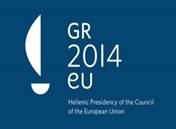 GR
2014
eu
Hellenic Presidency of the Council
of the European Union